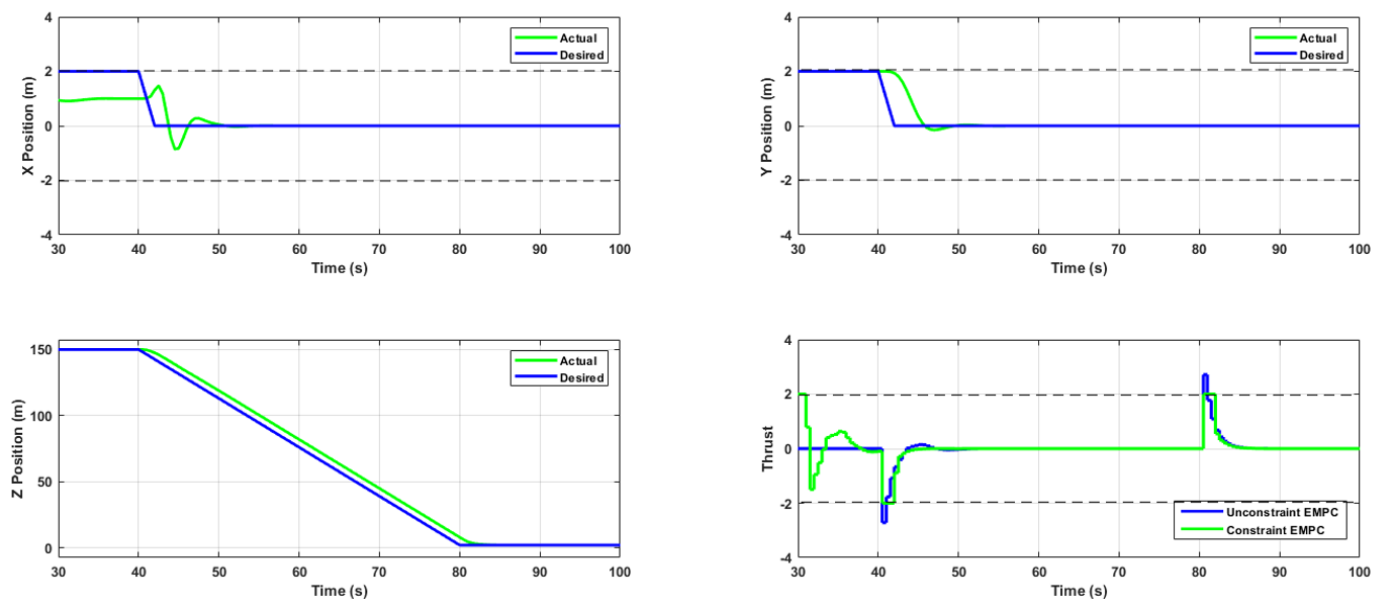 4
2
0
-2
-4
X Position (m)
30 40 50 60 70 80 90 100
Time (s)
Actual
Desired
4
2
0
-2
-4
Y Position (m)
30 40 50 60 70 80 90 100
Time (s)
Actual
Desired
150
100
50
0
Z Position (m)
30 40 50 60 70 80 90 100
Time (s)
Actual
Desired
4
2
0
-2
-4
Thrust
30 40 50 60 70 80 90 100
Time (s)
Unconstraint EMPC
Constraint EMPC